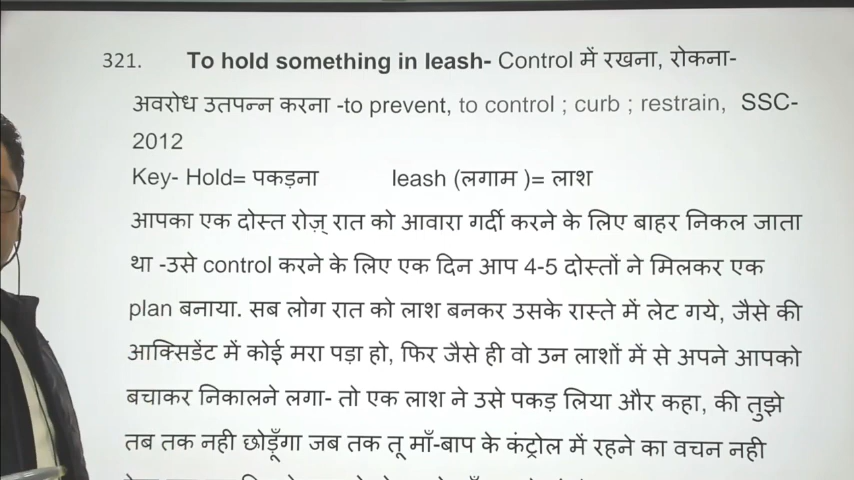 321. To hold something in leash- Control में रखना, रोकना-
अवरोध उतपन्न करना -to prevent, to control ; curb ; restrain, SSC-
2012
Key- Hold= पकड़ना leash (लगाम )= लाश
आपका एक दोस्त रोज़् रात को आवारा गर्दी करने के लिए बाहर निकल जाता
था -उसे control करने के लिए एक दिन आप 4-5 दोस्तों ने मिलकर एक
plan बनाया. सब लोग रात को लाश बनकर उसके रास्ते में लेट गये, जैसे की
आक्सिडेंट में कोई मरा पड़ा हो, फिर जैसे ही वो उन लाशों में से अपने आपको
बचाकर निकालने लगा- तो एक लाश ने उसे पकड़ लिया और कहा, की तुझे
तब तक नही छोड़ूँगा जब तक तू माँ-बाप के कंट्रोल में रहने का वचन नही